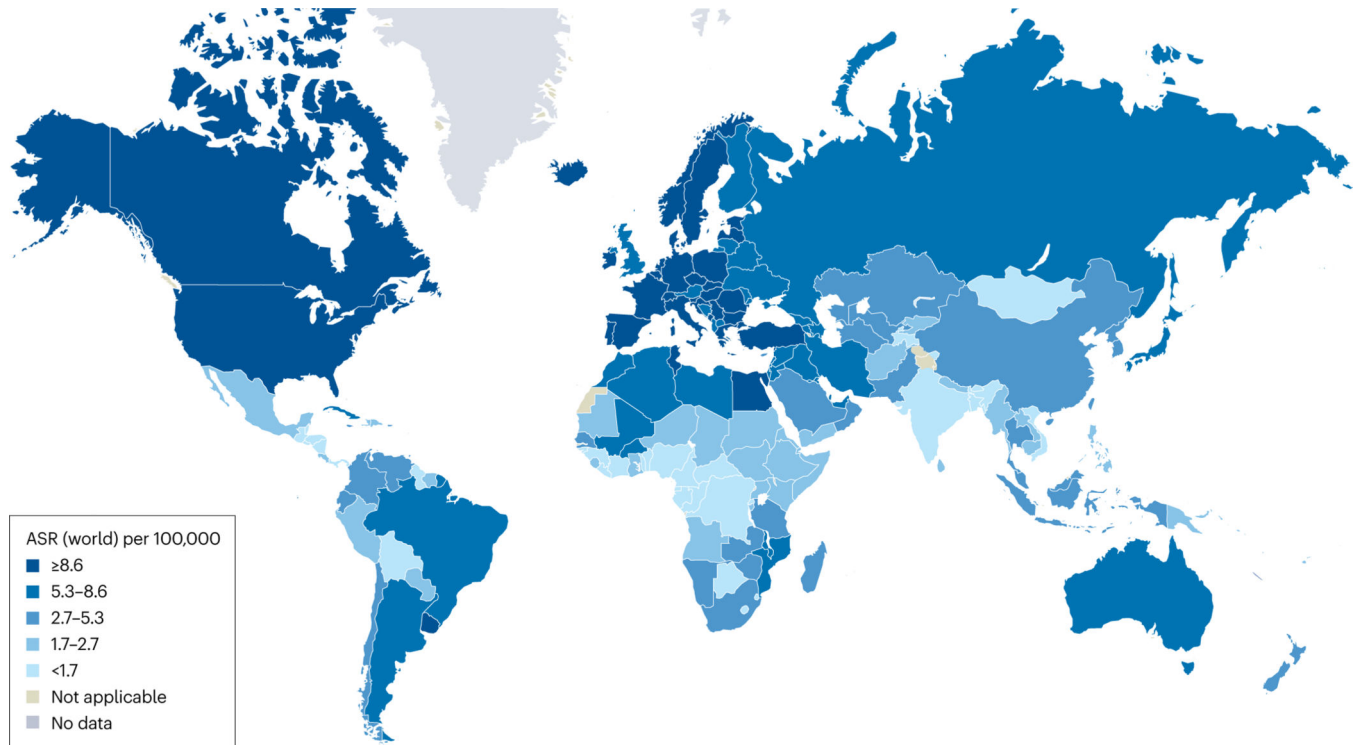 ASR (world) per 100,000
≥8.6
5.3–8.6
2.7–5.3
1.7–2.7
<1.7
Not applicable
No data